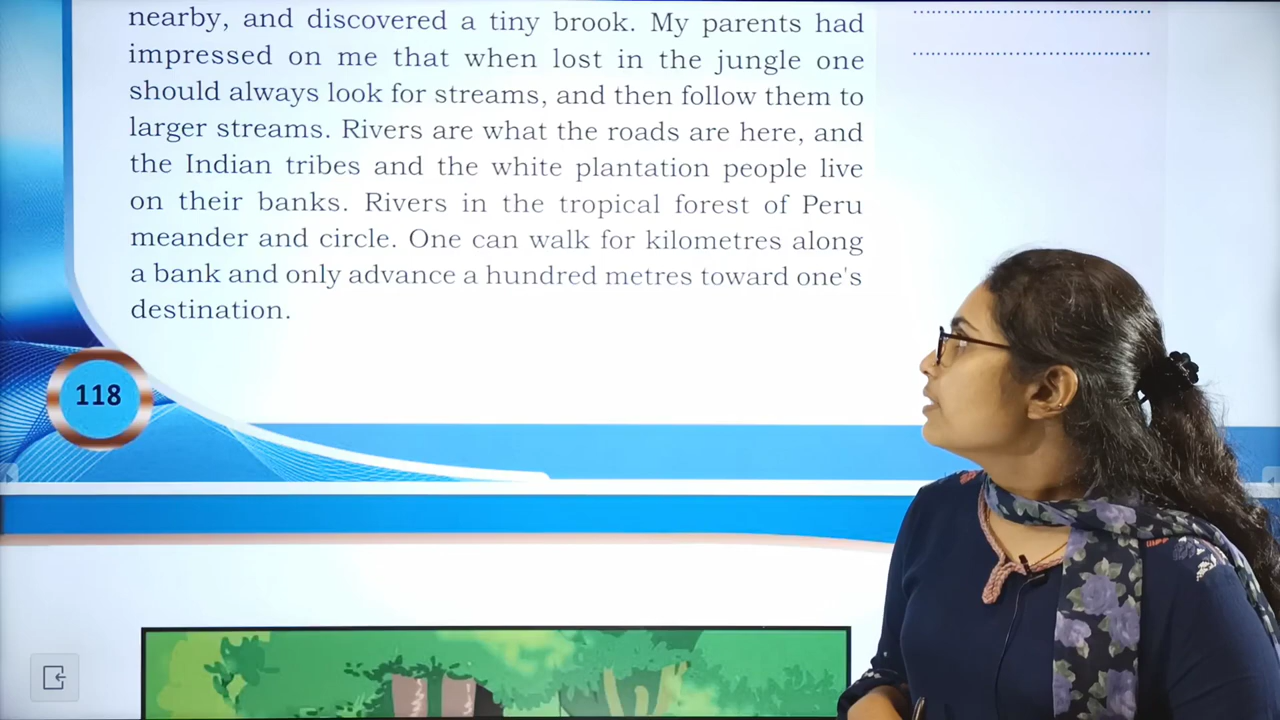 nearby, and discovered a tiny brook. My parents had
impressed on me that when lost in the jungle one
should always look for streams, and then follow them to
larger streams. Rivers are what the roads are here, and
the Indian tribes and the white plantation people live
on their banks. Rivers in the tropical forest of Peru
meander and circle. One can walk for kilometres along
a bank and only advance a hundred metres toward one's
destination.
118